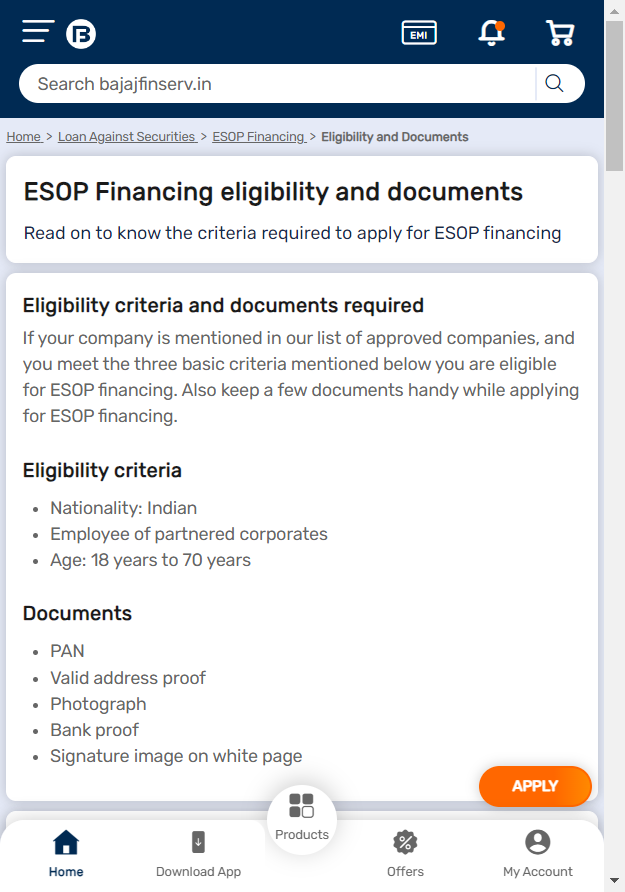 EMI
Search bajajfinserv.in
Home > Loan Against Securities > ESOP Financing > Eligibility and Documents
ESOP Financing eligibility and documents
Read on to know the criteria required to apply for ESOP financing
Eligibility criteria and documents required
If your company is mentioned in our list of approved companies, and
you meet the three basic criteria mentioned below you are eligible
for ESOP financing. Also keep a few documents handy while applying
for ESOP financing.
Eligibility criteria
• Nationality: Indian
• Employee of partnered corporates
• Age: 18 years to 70 years
Documents
• PAN
• Valid address proof
• Photograph
• Bank proof
• Signature image on white page
APPLY
Home
Download App
Products
Offers
My Account